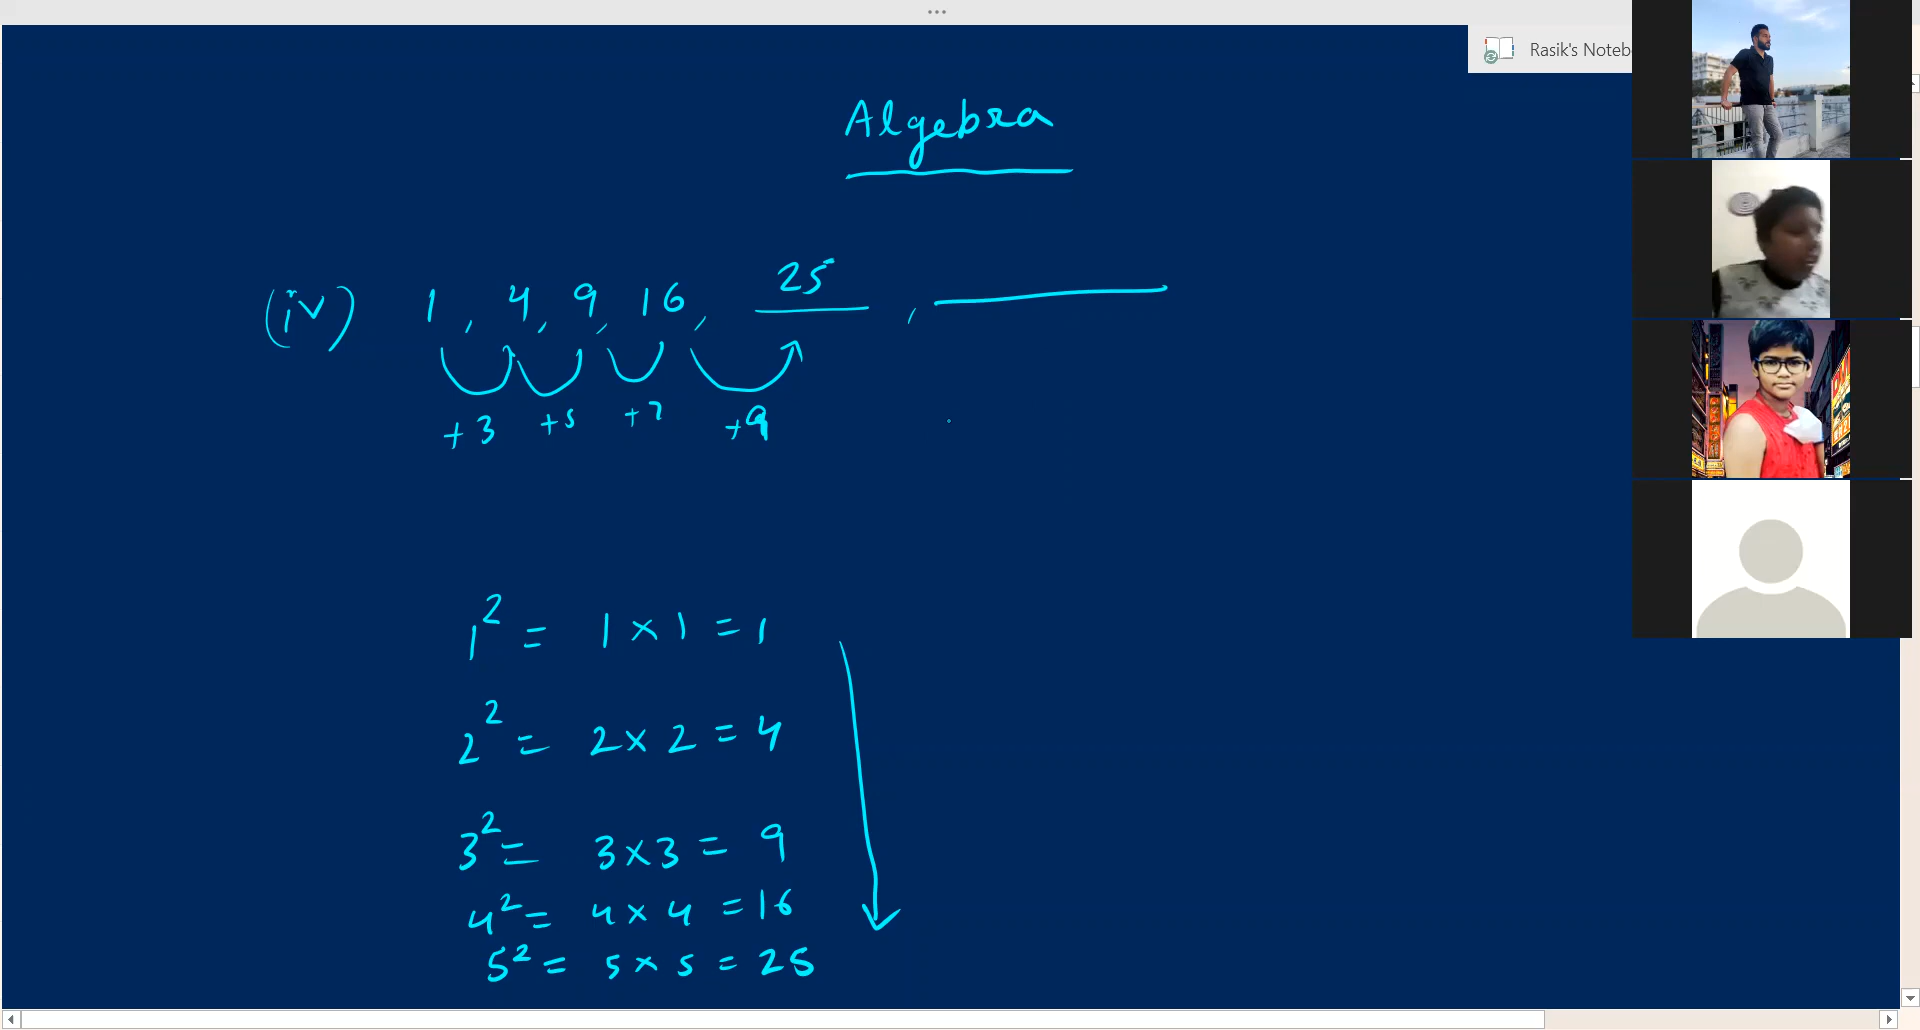 Rasik's Noteb
Algebra
(iv) 1, 4, 9, 16, 25, ______
+3 +5 +7 +9
1² = 1 × 1 = 1
2² = 2 × 2 = 4
3² = 3 × 3 = 9
4² = 4 × 4 = 16
5² = 5 × 5 = 25